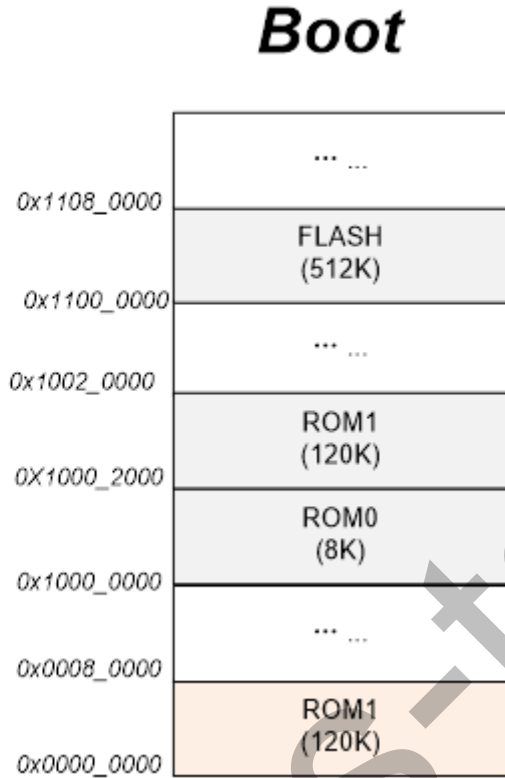 Boot
... ...
0x1108_0000
FLASH
(512K)
0x1100_0000
... ...
0x1002_0000
ROM1
(120K)
0X1000_2000
ROM0
(8K)
0x1000_0000
... ...
0x0008_0000
ROM1
(120K)
0x0000_0000